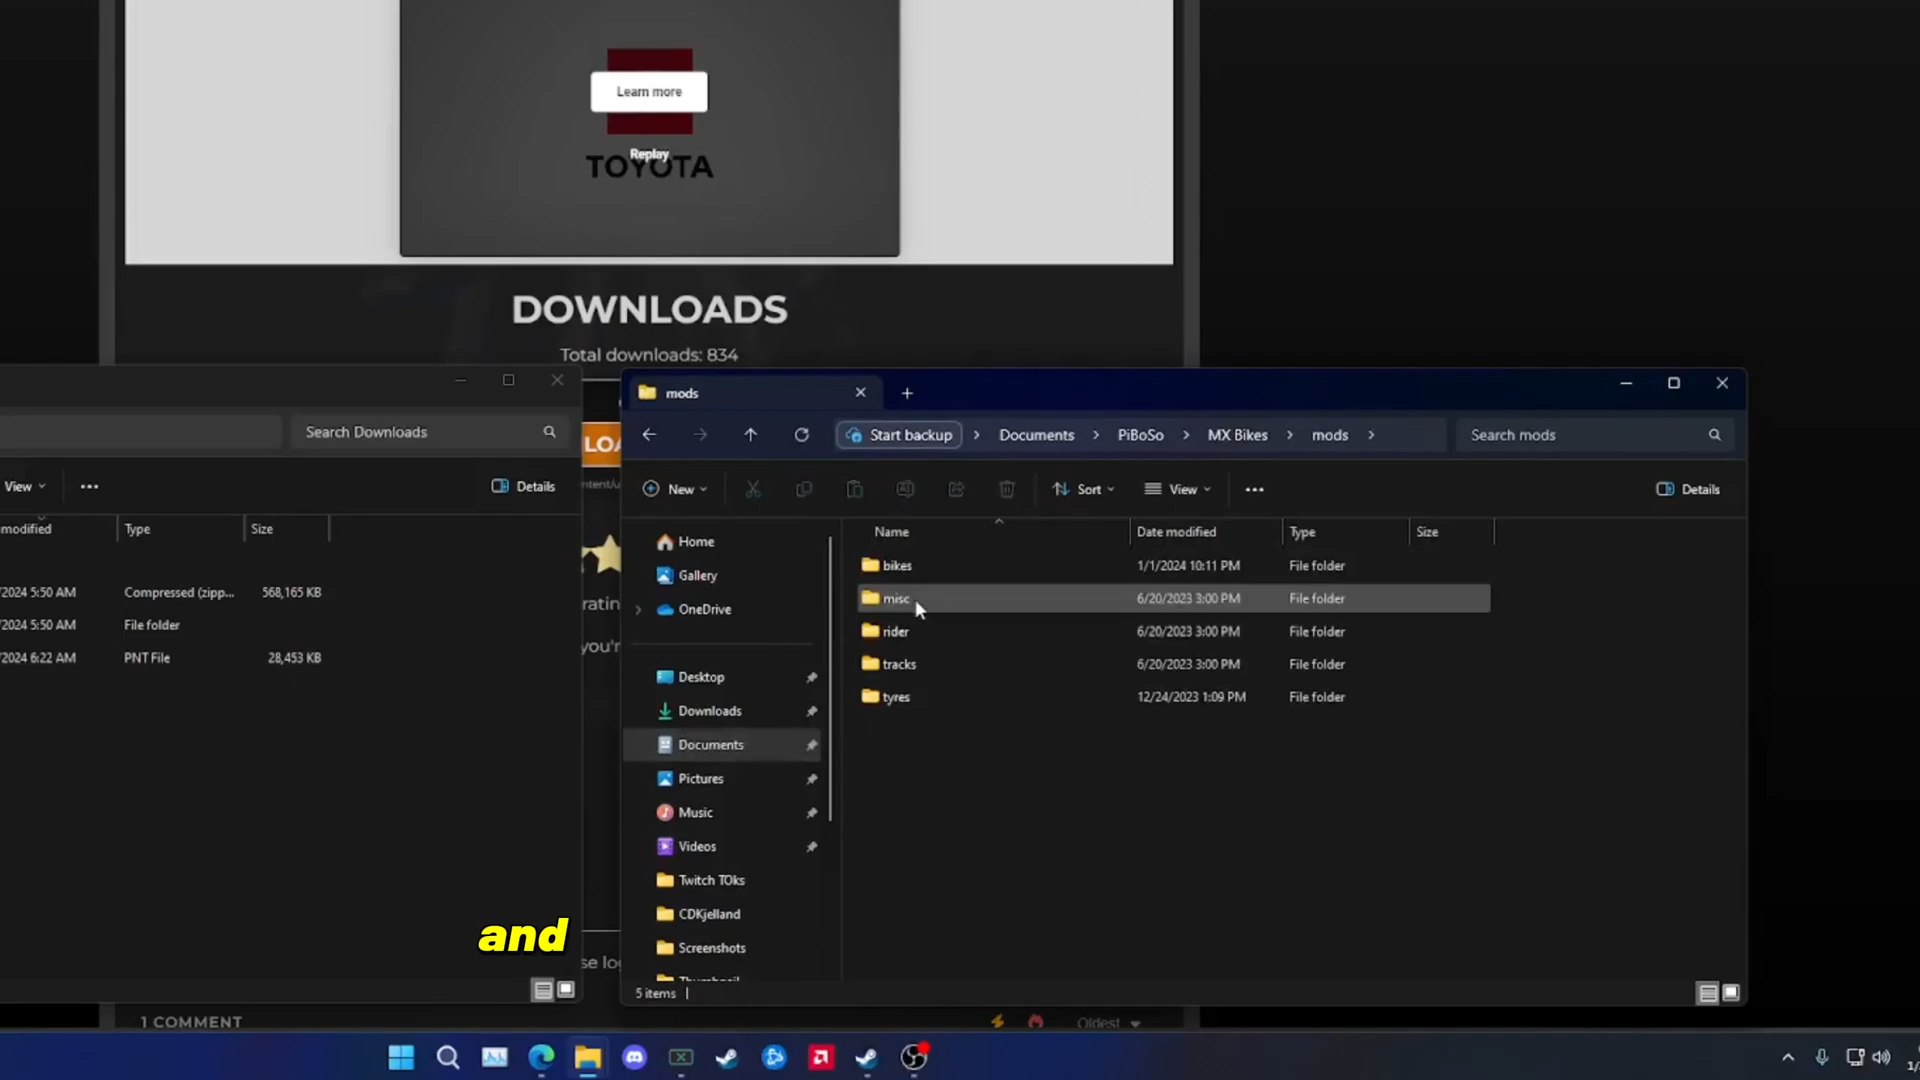 Learn more
Replay
TOYOTA
DOWNLOADS
Total downloads: 834
Search Downloads
View
Details
modified
Type
Size
/2024 5:50 AM
Compressed (zipp...
568,165 KB
/2024 5:50 AM
File folder
/2024 6:22 AM
PNT File
28,453 KB
mods
Start backup
Documents
PiBoSo
MX Bikes
mods
Search mods
New
Sort
View
Details
Home
Gallery
OneDrive
Desktop
Downloads
Documents
Pictures
Music
Videos
Twitch TOks
CDKjelland
Screenshots
Name
Date modified
Type
Size
bikes
1/1/2024 10:11 PM
File folder
misc
6/20/2023 3:00 PM
File folder
rider
6/20/2023 3:00 PM
File folder
tracks
6/20/2023 3:00 PM
File folder
tyres
12/24/2023 1:09 PM
File folder
5 items
and
1 COMMENT
Oldest